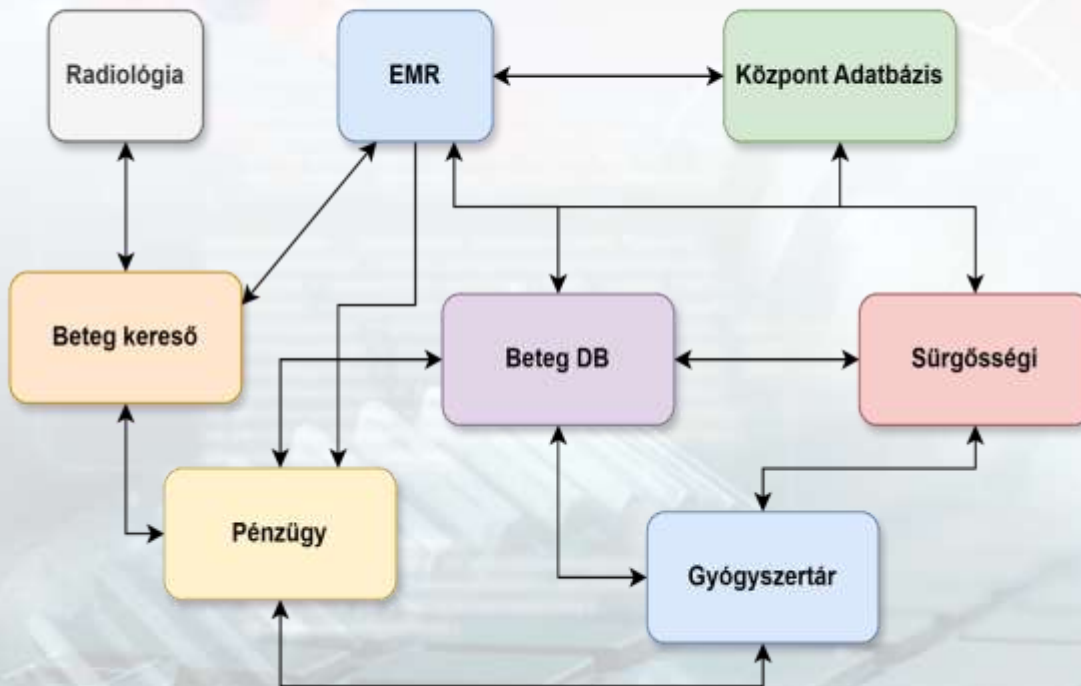 Radiológia
EMR
Központ Adatbázis
Beteg kereső
Beteg DB
Sürgősségi
Pénzügy
Gyógyszertár